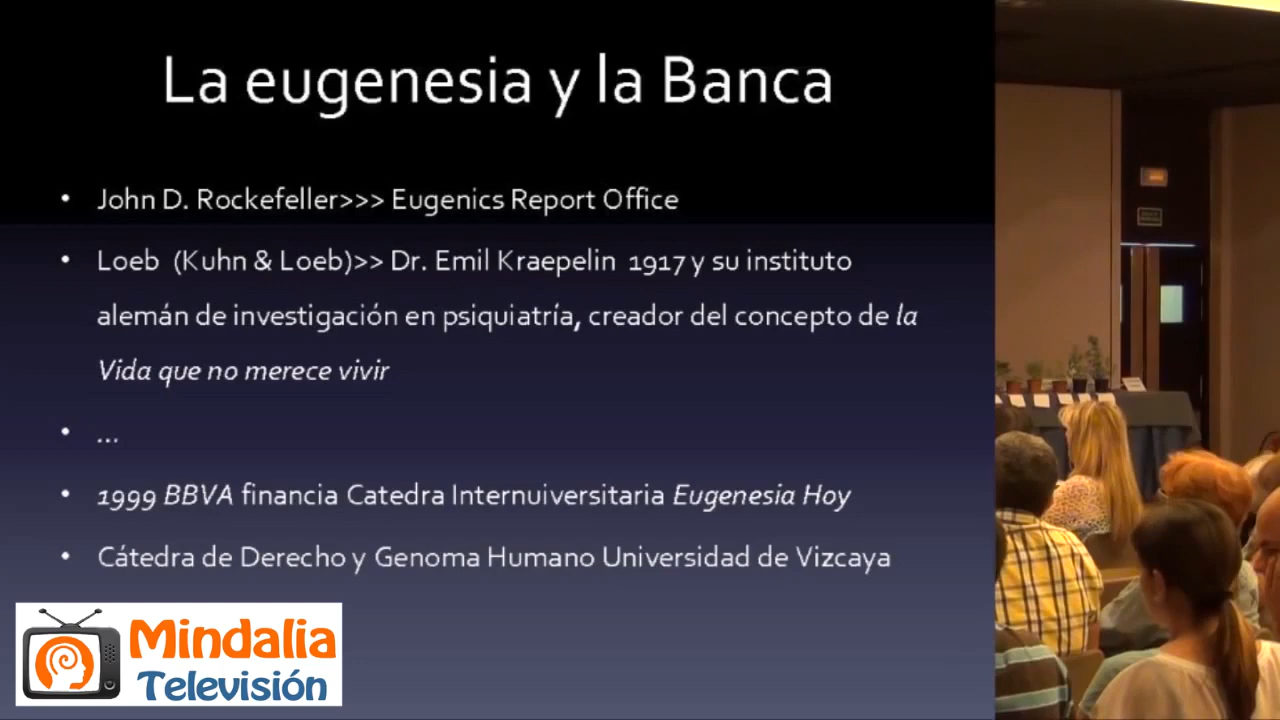 La eugenesia y la Banca
• John D. Rockefeller>>> Eugenics Report Office
• Loeb (Kuhn & Loeb)>> Dr. Emil Kraepelin 1917 y su instituto
alemán de investigación en psiquiatría, creador del concepto de la
Vida que no merece vivir
• ...
• 1999 BBVA financia Catedra Internuiversitaria Eugenesia Hoy
• Cátedra de Derecho y Genoma Humano Universidad de Vizcaya
Mindalia
Televisión